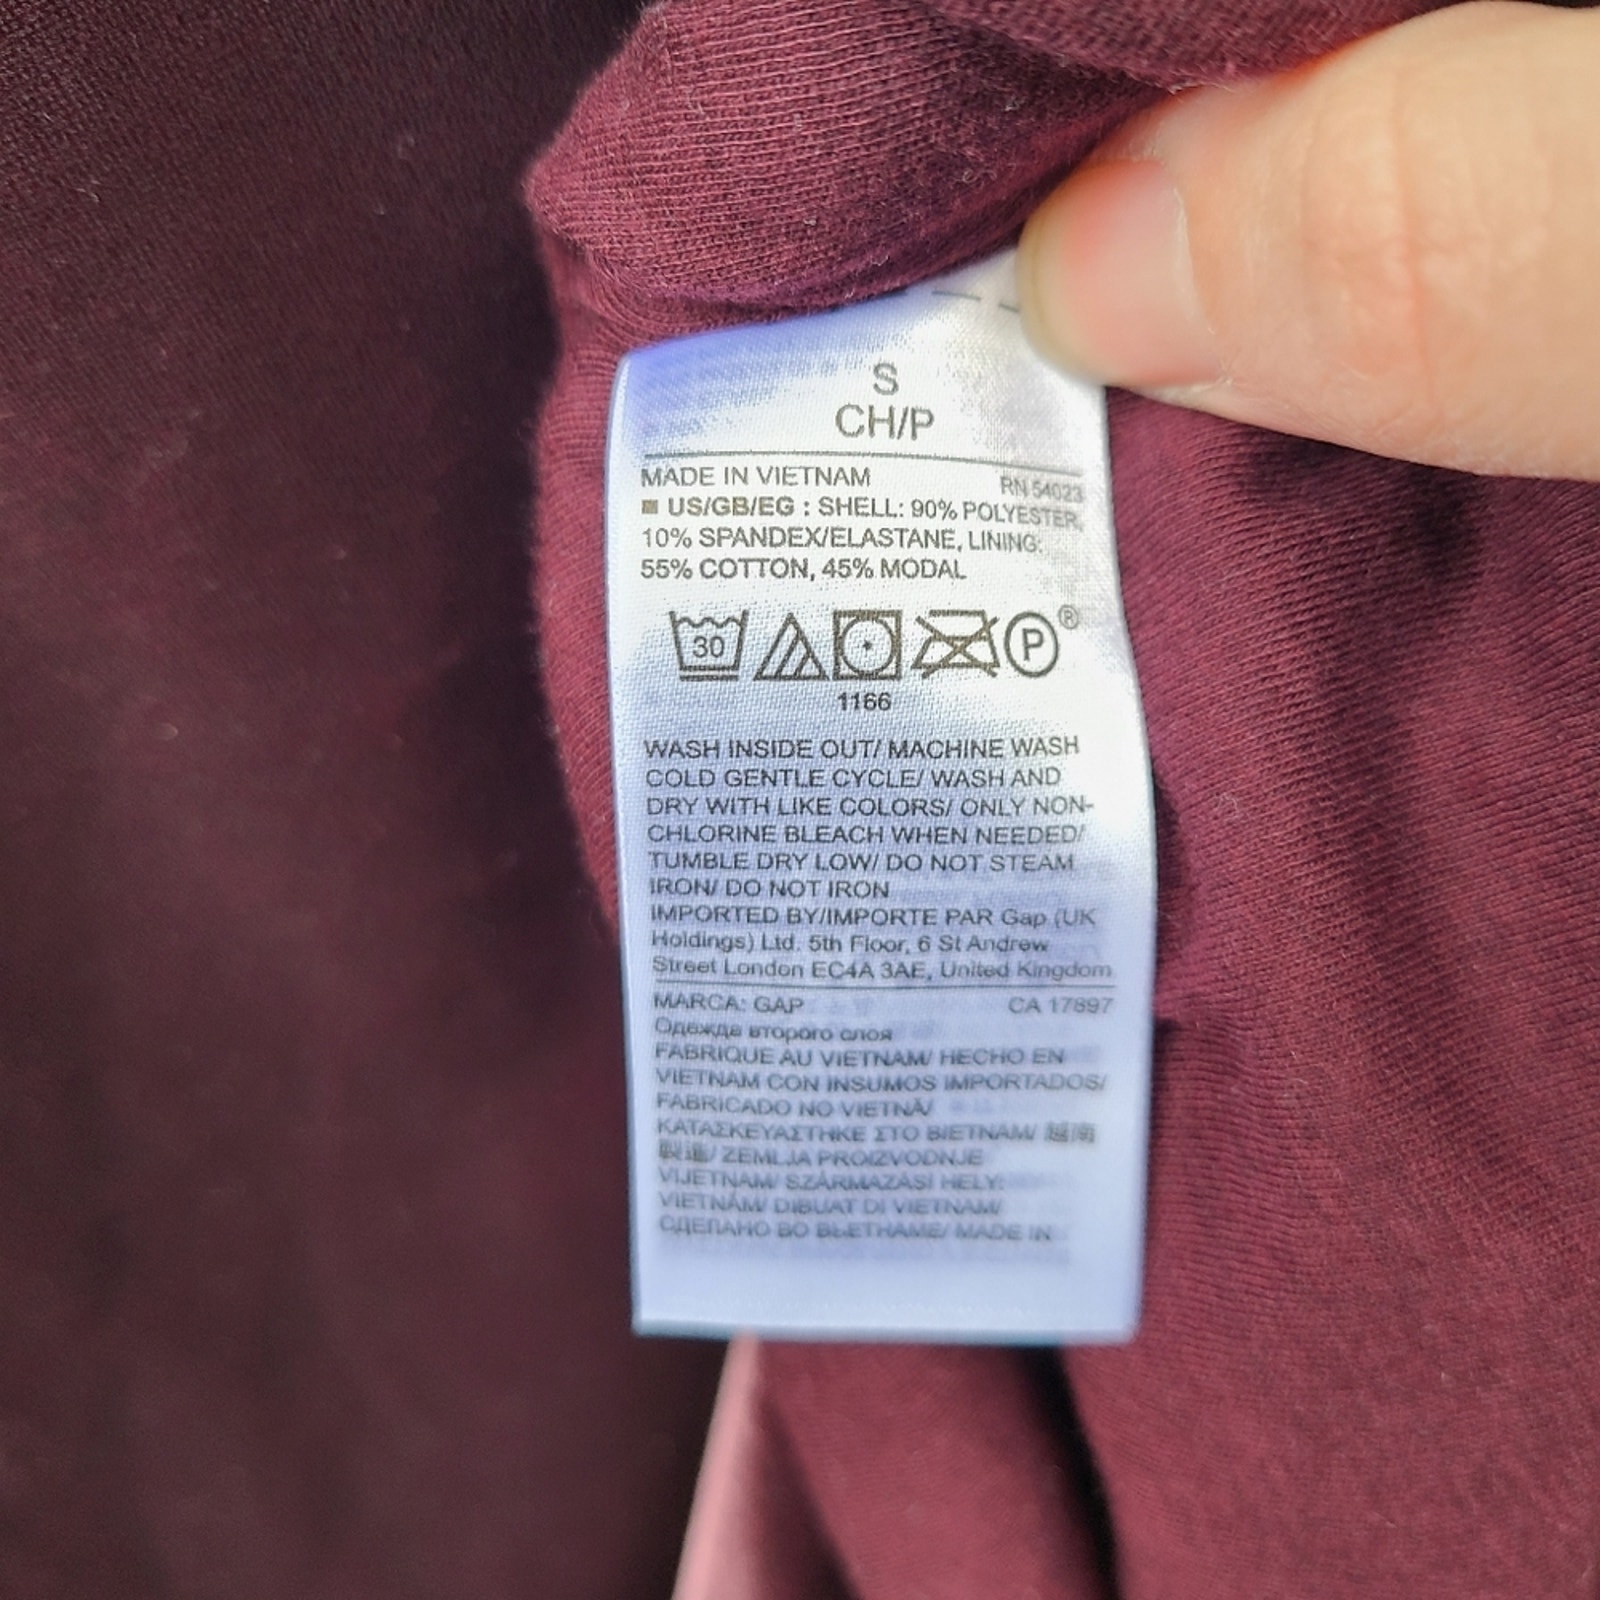 S
CH/P
MADE IN VIETNAM RN 54023
US/GB/EG : SHELL: 90% POLYESTER,
10% SPANDEX/ELASTANE, LINING:
55% COTTON, 45% MODAL
30 P ®
1166
WASH INSIDE OUT/ MACHINE WASH
COLD GENTLE CYCLE/ WASH AND
DRY WITH LIKE COLORS/ ONLY NON-
CHLORINE BLEACH WHEN NEEDED/
TUMBLE DRY LOW/ DO NOT STEAM
IRON/ DO NOT IRON
IMPORTED BY/IMPORTE PAR Gap (UK
Holdings) Ltd. 5th Floor, 6 St Andrew
Street London EC4A 3AE, United Kingdom
MARCA: GAP CA 17897
Одежда второго слоя
FABRIQUE AU VIETNAM/ HECHO EN
VIETNAM CON INSUMOS IMPORTADOS/
FABRICADO NO VIETNÃ/
ΚΑΤΑΣΚΕΥΑΣΤΗΚΕ ΣΤΟ ΒΙΕΤΝΑΜ/ 越南
製造/ ZEMLJA PROIZVODNJE
VIJETNAM/ SZÁRMAZÁSI HELY:
VIETNÁM/ DIBUAT DI VIETNAM/
СДЕЛАНО ВО ВЬЕТНАМЕ/ MADE IN